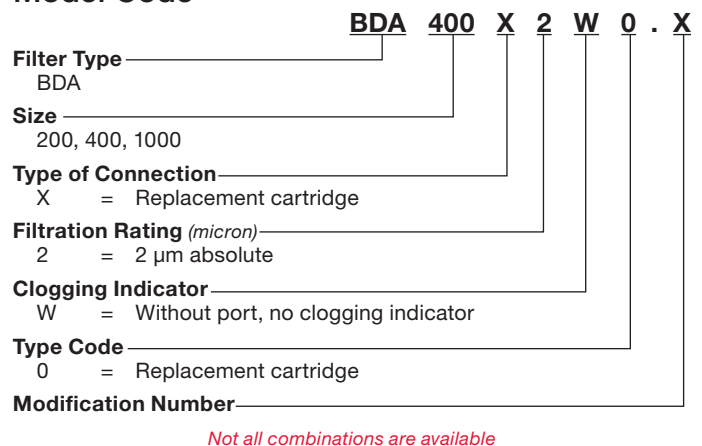 BDA 400 X 2 W 0 . X
Filter Type
BDA
Size
200, 400, 1000
Type of Connection
X = Replacement cartridge
Filtration Rating (micron)
2 = 2 µm absolute
Clogging Indicator
W = Without port, no clogging indicator
Type Code
0 = Replacement cartridge
Modification Number
Not all combinations are available